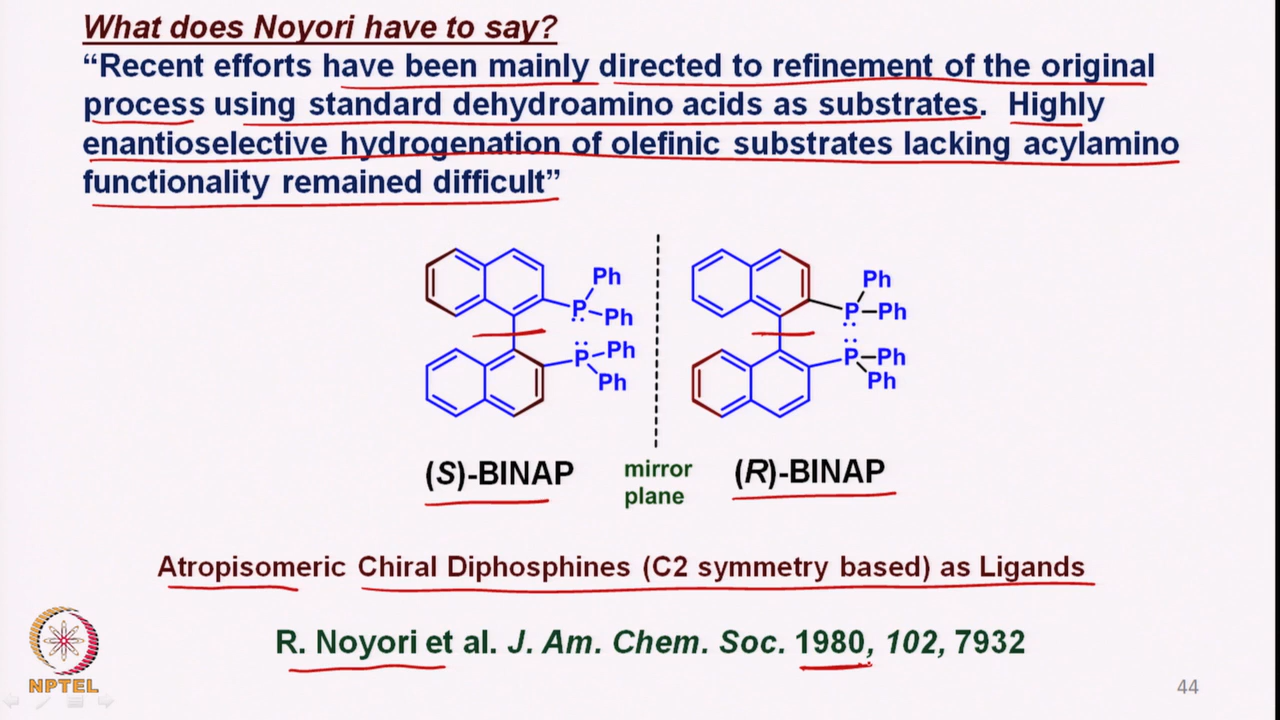 What does Noyori have to say?
“Recent efforts have been mainly directed to refinement of the original
process using standard dehydroamino acids as substrates.  Highly
enantioselective hydrogenation of olefinic substrates lacking acylamino
functionality remained difficult”
Ph
P
Ph
P
Ph
Ph
Ph
P
Ph
P
Ph
Ph
(S)-BINAP
mirror
plane
(R)-BINAP
Atropisomeric Chiral Diphosphines (C2 symmetry based) as Ligands
R. Noyori et al. J. Am. Chem. Soc. 1980, 102, 7932
NPTEL
44